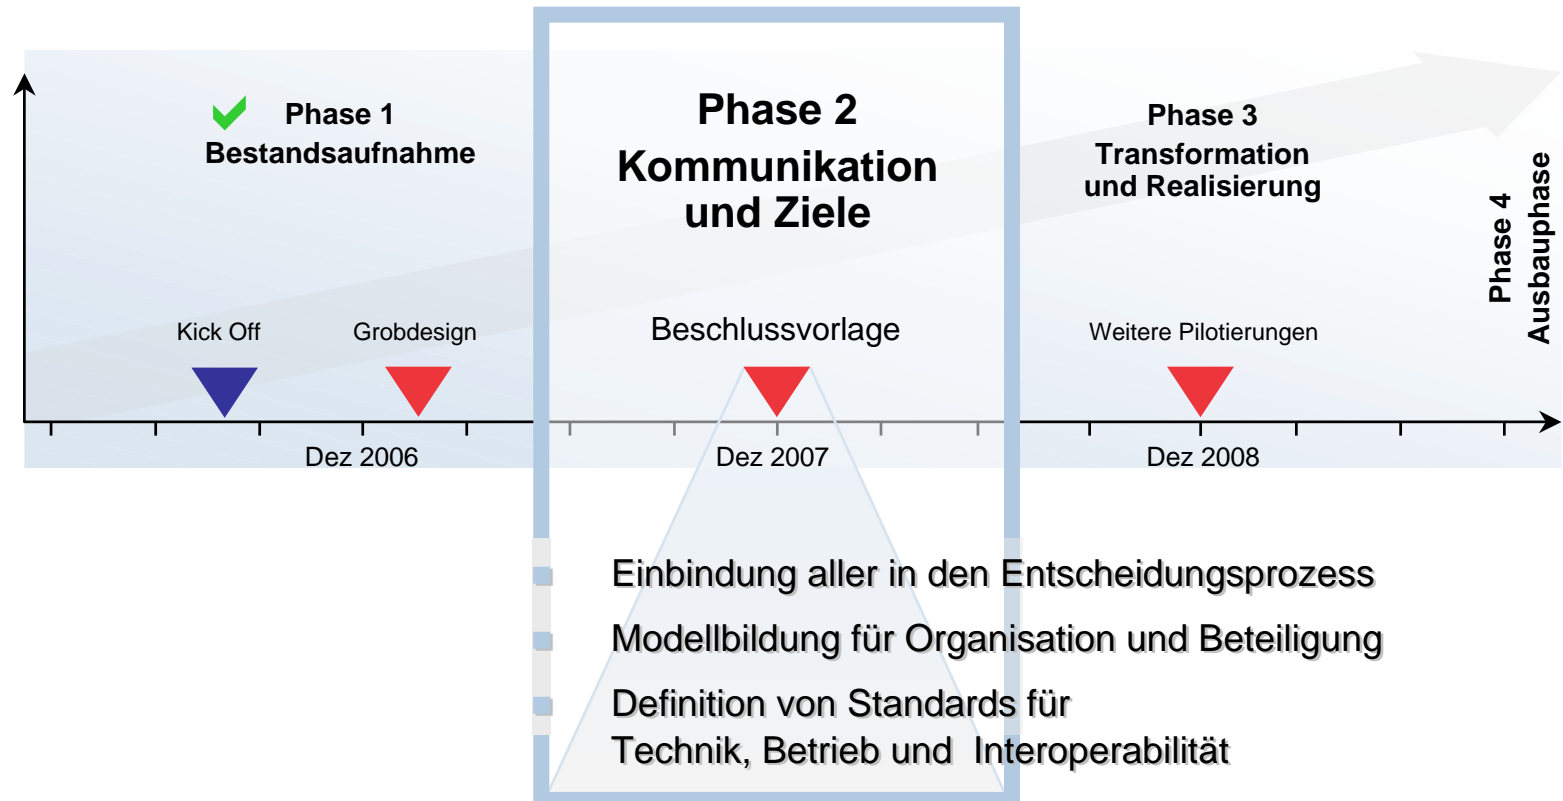 Phase 1
Bestandsaufnahme
Phase 2
Kommunikation
und Ziele
Phase 3
Transformation
und Realisierung
Phase 4
Ausbauphase
Kick Off
Grobdesign
Beschlussvorlage
Weitere Pilotierungen
Dez 2006
Dez 2007
Dez 2008
Einbindung aller in den Entscheidungsprozess
Modellbildung für Organisation und Beteiligung
Definition von Standards für
Technik, Betrieb und Interoperabilität